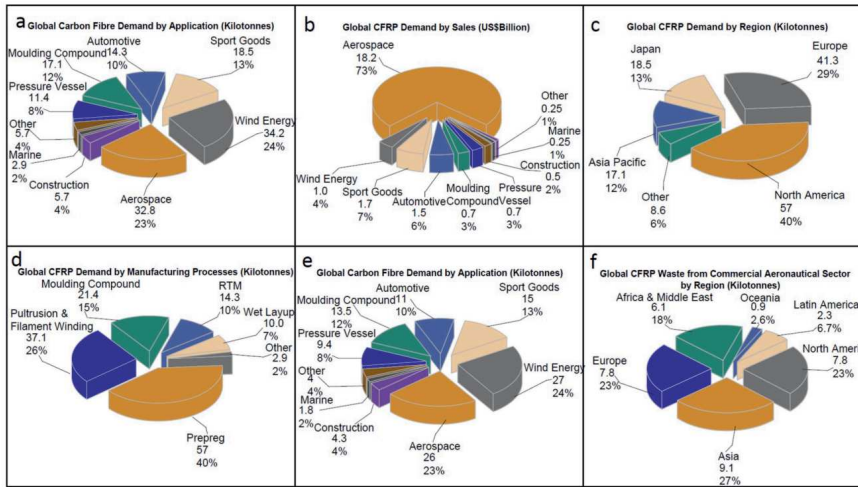 a
Global Carbon Fibre Demand by Application (Kilotonnes)
Automotive
14.3
10%
Sport Goods
18.5
13%
Moulding Compound
17.1
12%
Pressure Vessel
11.4
8%
Other
5.7
4%
Marine
2.9
2%
Construction
5.7
4%
Aerospace
32.8
23%
Wind Energy
34.2
24%
b
Global CFRP Demand by Sales (US$Billion)
Aerospace
18.2
73%
Other
0.25
1%
Marine
0.25
1%
Construction
0.5
2%
Pressure
Vessel
0.7
3%
Moulding
Compound
0.7
3%
Automotive
1.5
6%
Sport Goods
1.7
7%
Wind Energy
1.0
4%
c
Global CFRP Demand by Region (Kilotonnes)
Japan
18.5
13%
Europe
41.3
29%
Asia Pacific
17.1
12%
Other
8.6
6%
North America
57
40%
d
Global CFRP Demand by Manufacturing Processes (Kilotonnes)
Moulding Compound
21.4
15%
RTM
14.3
10%
Wet Layup
10.0
7%
Other
2.9
2%
Pultrusion &
Filament Winding
37.1
26%
Prepreg
57
40%
e
Global Carbon Fibre Demand by Application (Kilotonnes)
Automotive
11
10%
Sport Goods
15
13%
Moulding Compound
13.5
12%
Pressure Vessel
9.4
8%
Other
4
4%
Marine
1.8
2%
Construction
4.3
4%
Aerospace
26
23%
Wind Energy
27
24%
f
Global CFRP Waste from Commercial Aeronautical Sector
by Region (Kilotonnes)
Africa & Middle East
6.1
18%
Oceania
0.9
2.6%
Latin America
2.3
6.7%
North America
7.8
23%
Europe
7.8
23%
Asia
9.1
27%